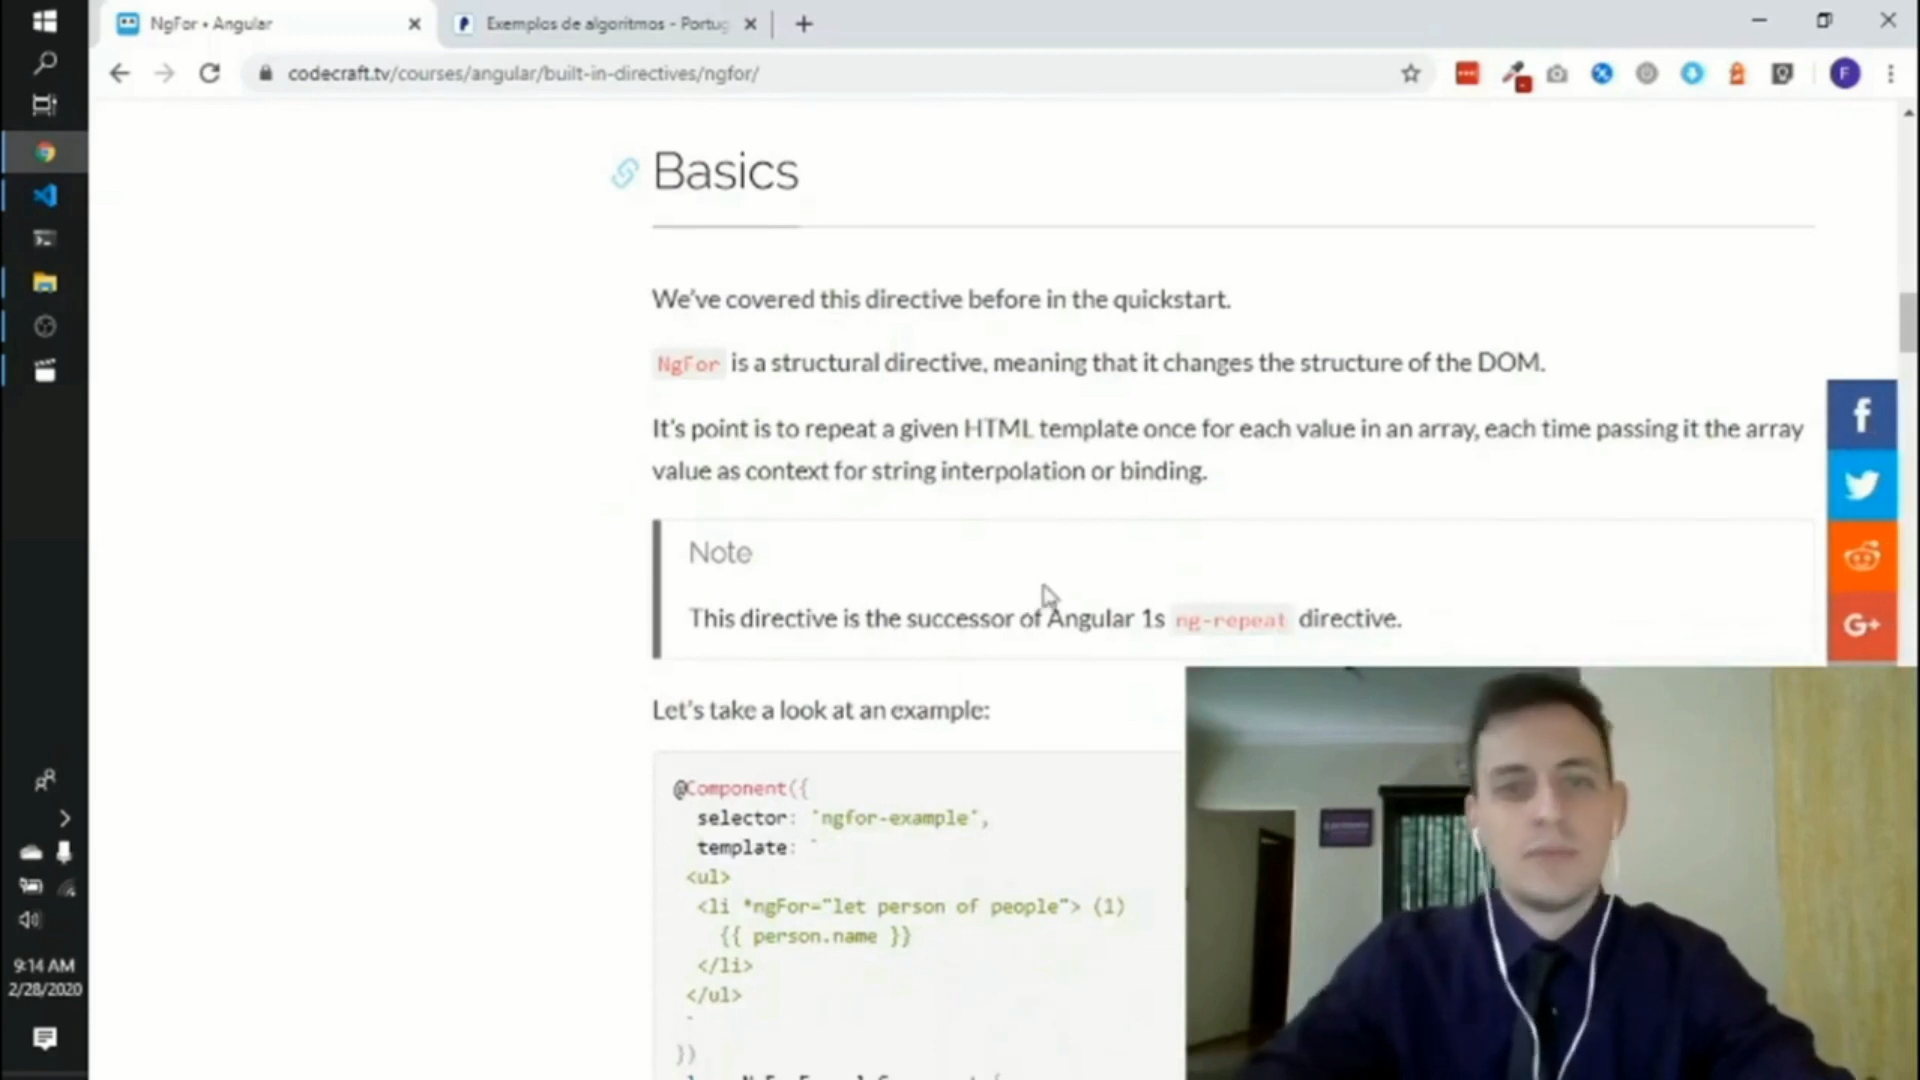 NgFor • Angular
Exemplos de algoritmos - Portug
codecraft.tv/courses/angular/built-in-directives/ngfor/
F
Basics
We've covered this directive before in the quickstart.
NgFor is a structural directive, meaning that it changes the structure of the DOM.
It's point is to repeat a given HTML template once for each value in an array, each time passing it the array
value as context for string interpolation or binding.
Note
This directive is the successor of Angular 1s ng-repeat directive.
Let's take a look at an example:
@Component({
selector: `ngfor-example`,
template: `
<ul>
<li *ngFor="let person of people"> (1)
{{ person.name }}
</li>
</ul>
`
})
G+
9:14 AM
2/28/2020